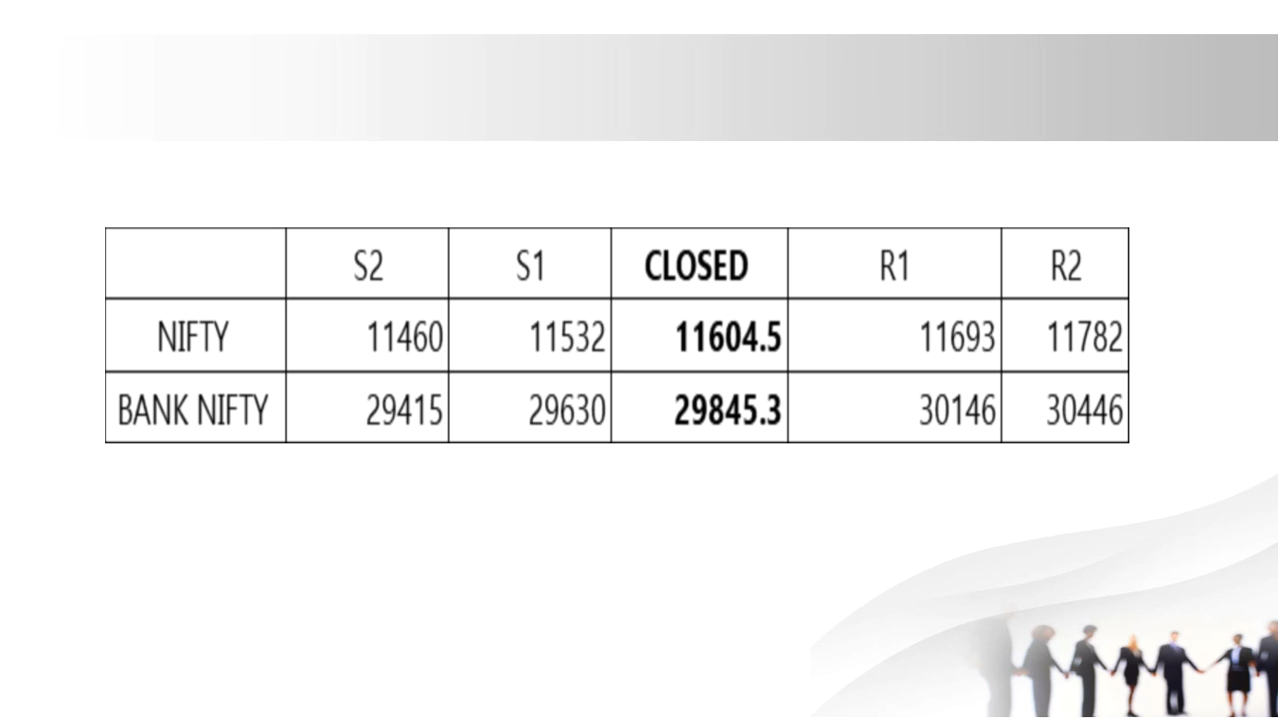 S2 S1 CLOSED R1 R2
NIFTY 11460 11532 11604.5 11693 11782
BANK NIFTY 29415 29630 29845.3 30146 30446